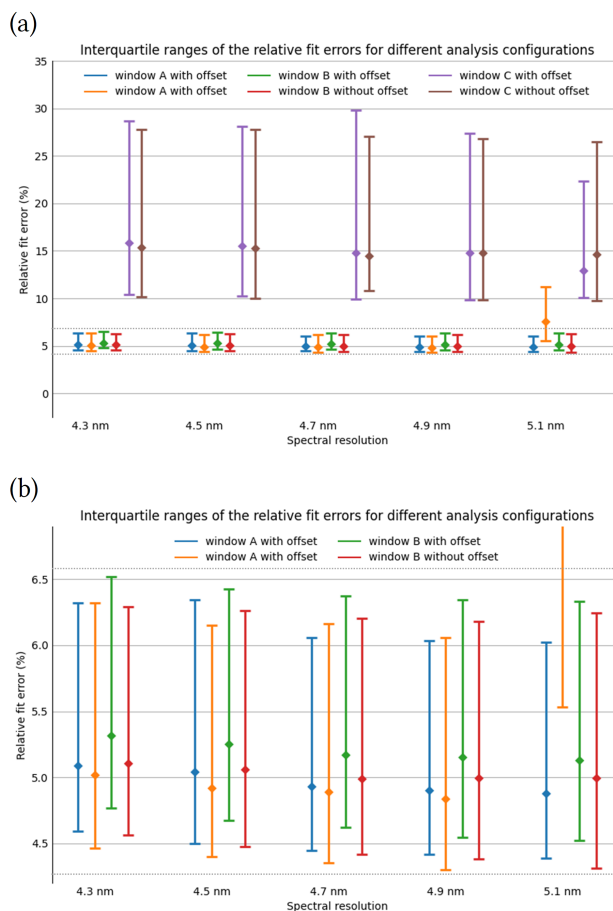 (a)
Interquartile ranges of the relative fit errors for different analysis configurations
window A with offset window B with offset window C with offset
window A with offset window B without offset window C without offset
35
30
25
20
15
10
5
0
Relative fit error (%)
4.3 nm 4.5 nm 4.7 nm 4.9 nm 5.1 nm
Spectral resolution
(b)
Interquartile ranges of the relative fit errors for different analysis configurations
window A with offset window B with offset
window A with offset window B without offset
6.5
6.0
5.5
5.0
4.5
Relative fit error (%)
4.3 nm 4.5 nm 4.7 nm 4.9 nm 5.1 nm
Spectral resolution